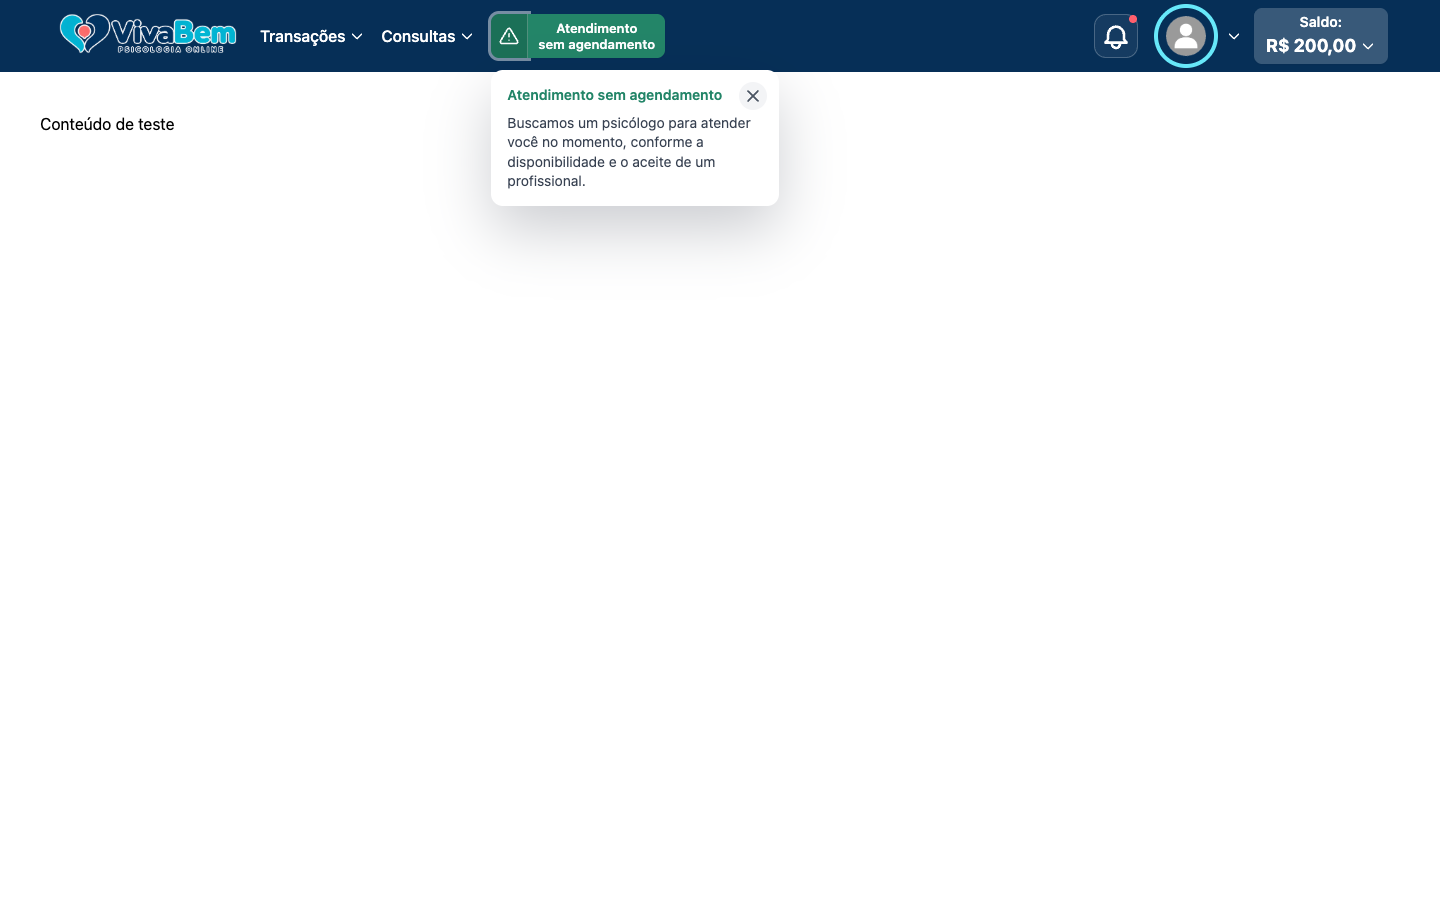 VivaBem
PSICOLOGIA ONLINE
Transações
Consultas
Atendimento
sem agendamento
Saldo:
R$ 200,00
Atendimento sem agendamento
Buscamos um psicólogo para atender
você no momento, conforme a
disponibilidade e o aceite de um
profissional.
Conteúdo de teste